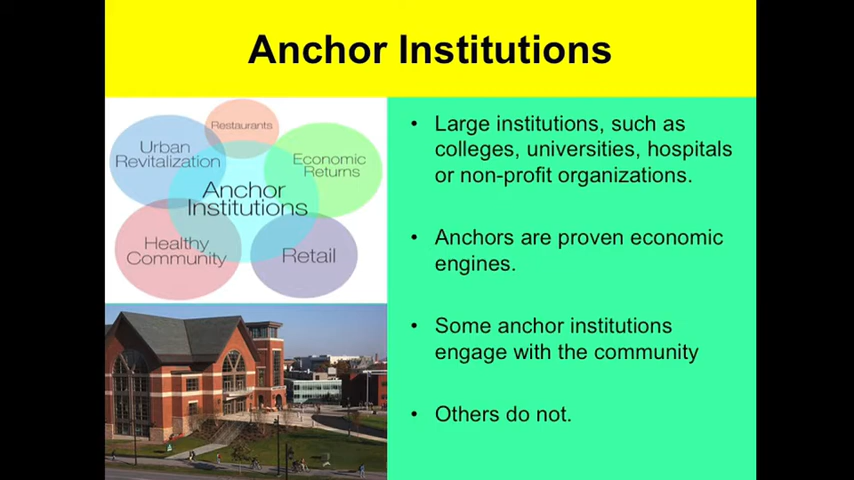 Anchor Institutions
Restaurants
Urban
Revitalization
Economic
Returns
Anchor
Institutions
Healthy
Community
Retail
• Large institutions, such as
colleges, universities, hospitals
or non-profit organizations.
• Anchors are proven economic
engines.
• Some anchor institutions
engage with the community
• Others do not.